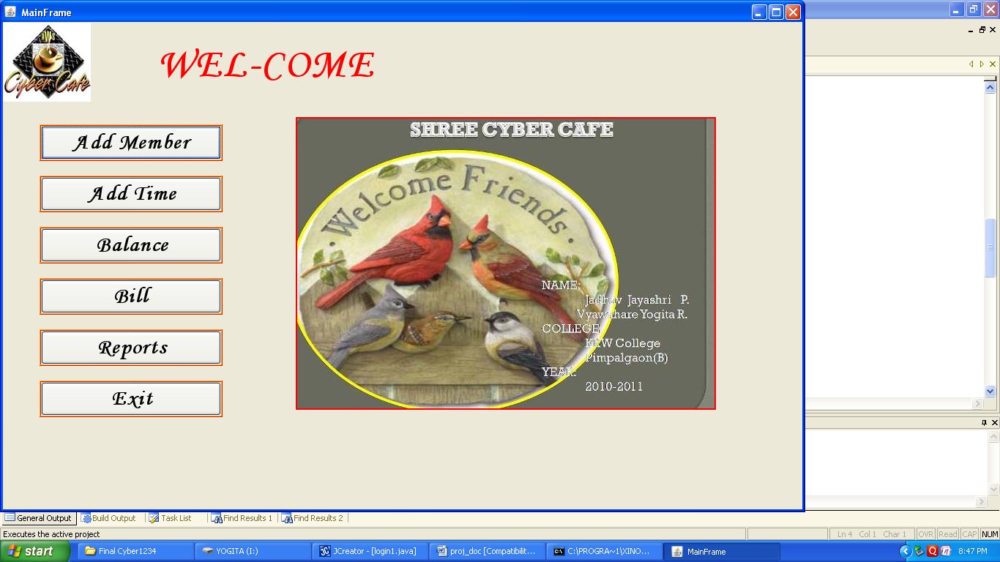 MainFrame
AWS
Cyber Cafe
WEL-COME
Add Member
Add Time
Balance
Bill
Reports
Exit
SHREE CYBER CAFE
Welcome Friends
NAME:
Jadhav Jayashri P.
Vyawahare Yogita R.
COLLEGE
KKW College
Pimpalgaon(B)
YEAR:
2010-2011
General Output Build Output Task List Find Results 1 Find Results 2
Executes the active project Ln 4 Col 1 Char 1 OVR Read CAP NUM
start Final Cyber1234 YOGITA (I:) JCreator - [login1.java] proj_doc [Compatibilit... C:\PROGRA~1\XINO... MainFrame 8:47 PM